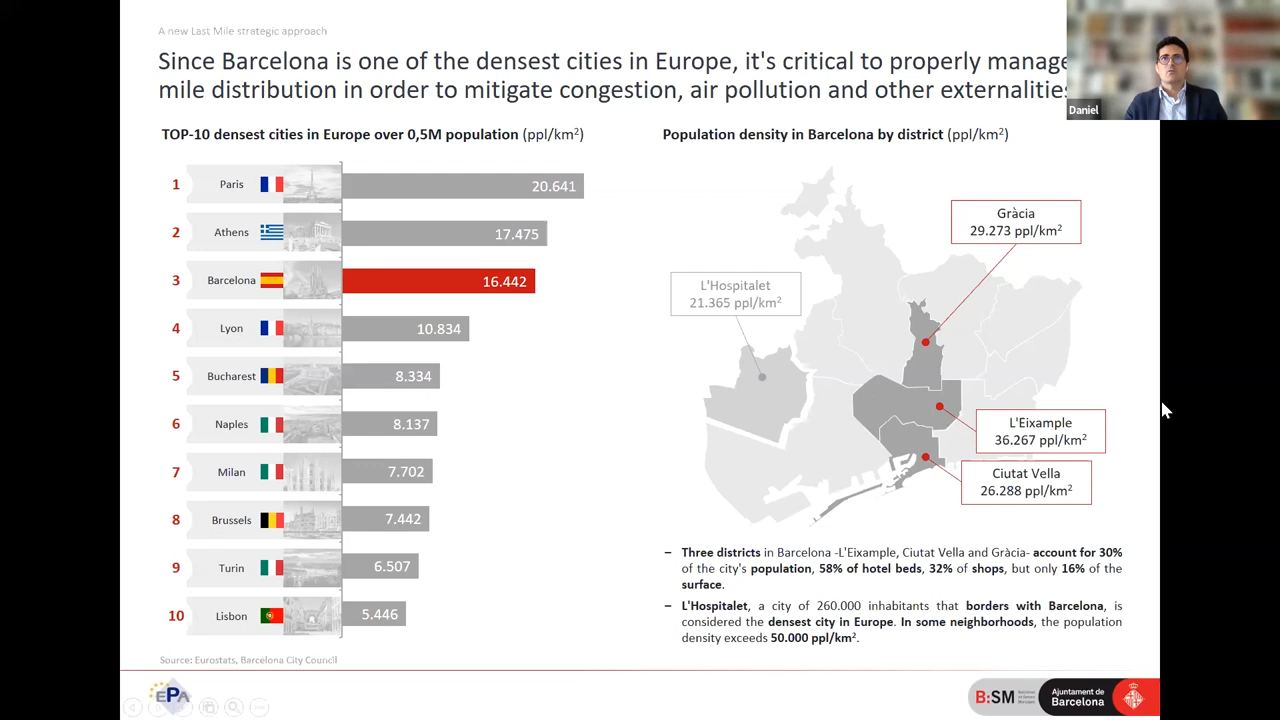 A new Last Mile strategic approach
Since Barcelona is one of the densest cities in Europe, it's critical to properly manage
mile distribution in order to mitigate congestion, air pollution and other externalities
Daniel
TOP-10 densest cities in Europe over 0,5M population (ppl/km²)
1 Paris 20.641
2 Athens 17.475
3 Barcelona 16.442
4 Lyon 10.834
5 Bucharest 8.334
6 Naples 8.137
7 Milan 7.702
8 Brussels 7.442
9 Turin 6.507
10 Lisbon 5.446
Source: Eurostats, Barcelona City Council
Population density in Barcelona by district (ppl/km²)
Gràcia
29.273 ppl/km²
L'Hospitalet
21.365 ppl/km²
L'Eixample
36.267 ppl/km²
Ciutat Vella
26.288 ppl/km²
– Three districts in Barcelona -L'Eixample, Ciutat Vella and Gràcia- account for 30%
of the city's population, 58% of hotel beds, 32% of shops, but only 16% of the
surface.
– L'Hospitalet, a city of 260.000 inhabitants that borders with Barcelona, is
considered the densest city in Europe. In some neighborhoods, the population
density exceeds 50.000 ppl/km².
EPA
B:SM
Ajuntament de
Barcelona